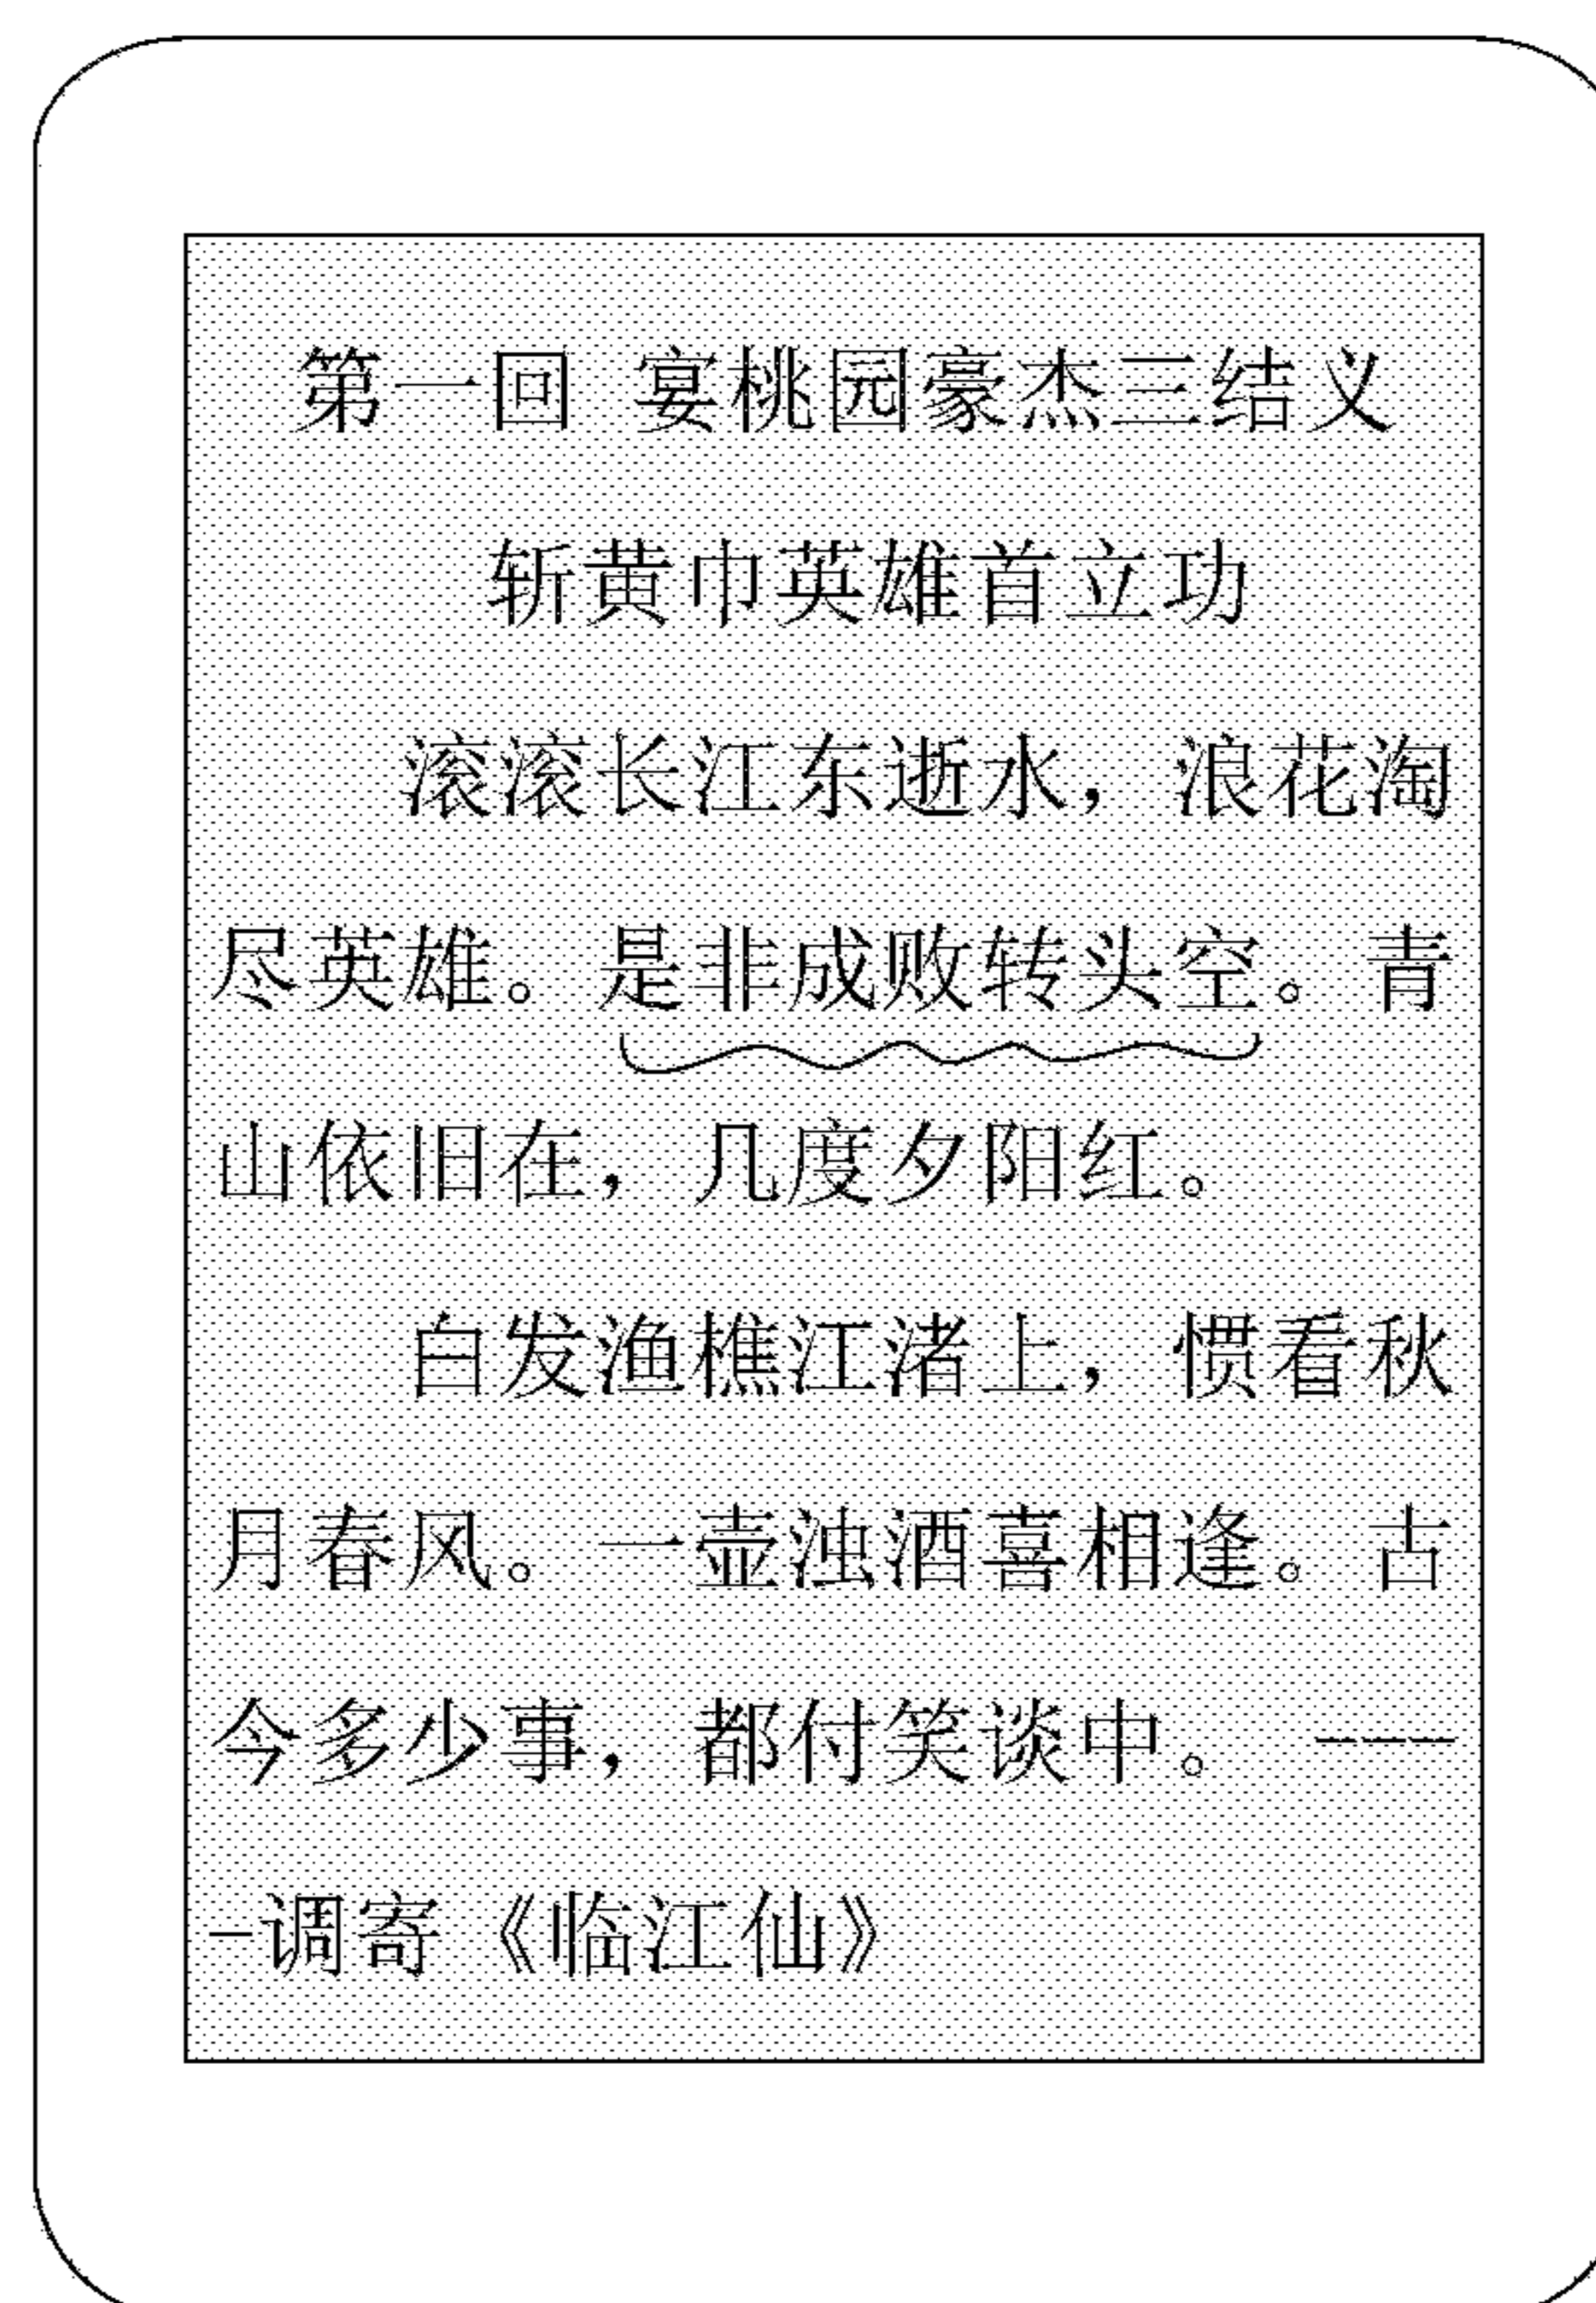 第一回 宴桃园豪杰三结义
斩黄巾英雄首立功
滚滚长江东逝水，浪花淘
尽英雄。是非成败转头空。青
山依旧在，几度夕阳红。
白发渔樵江渚上，惯看秋
月春风。一壶浊酒喜相逢。古
今多少事，都付笑谈中。 ---
-调寄《临江仙》